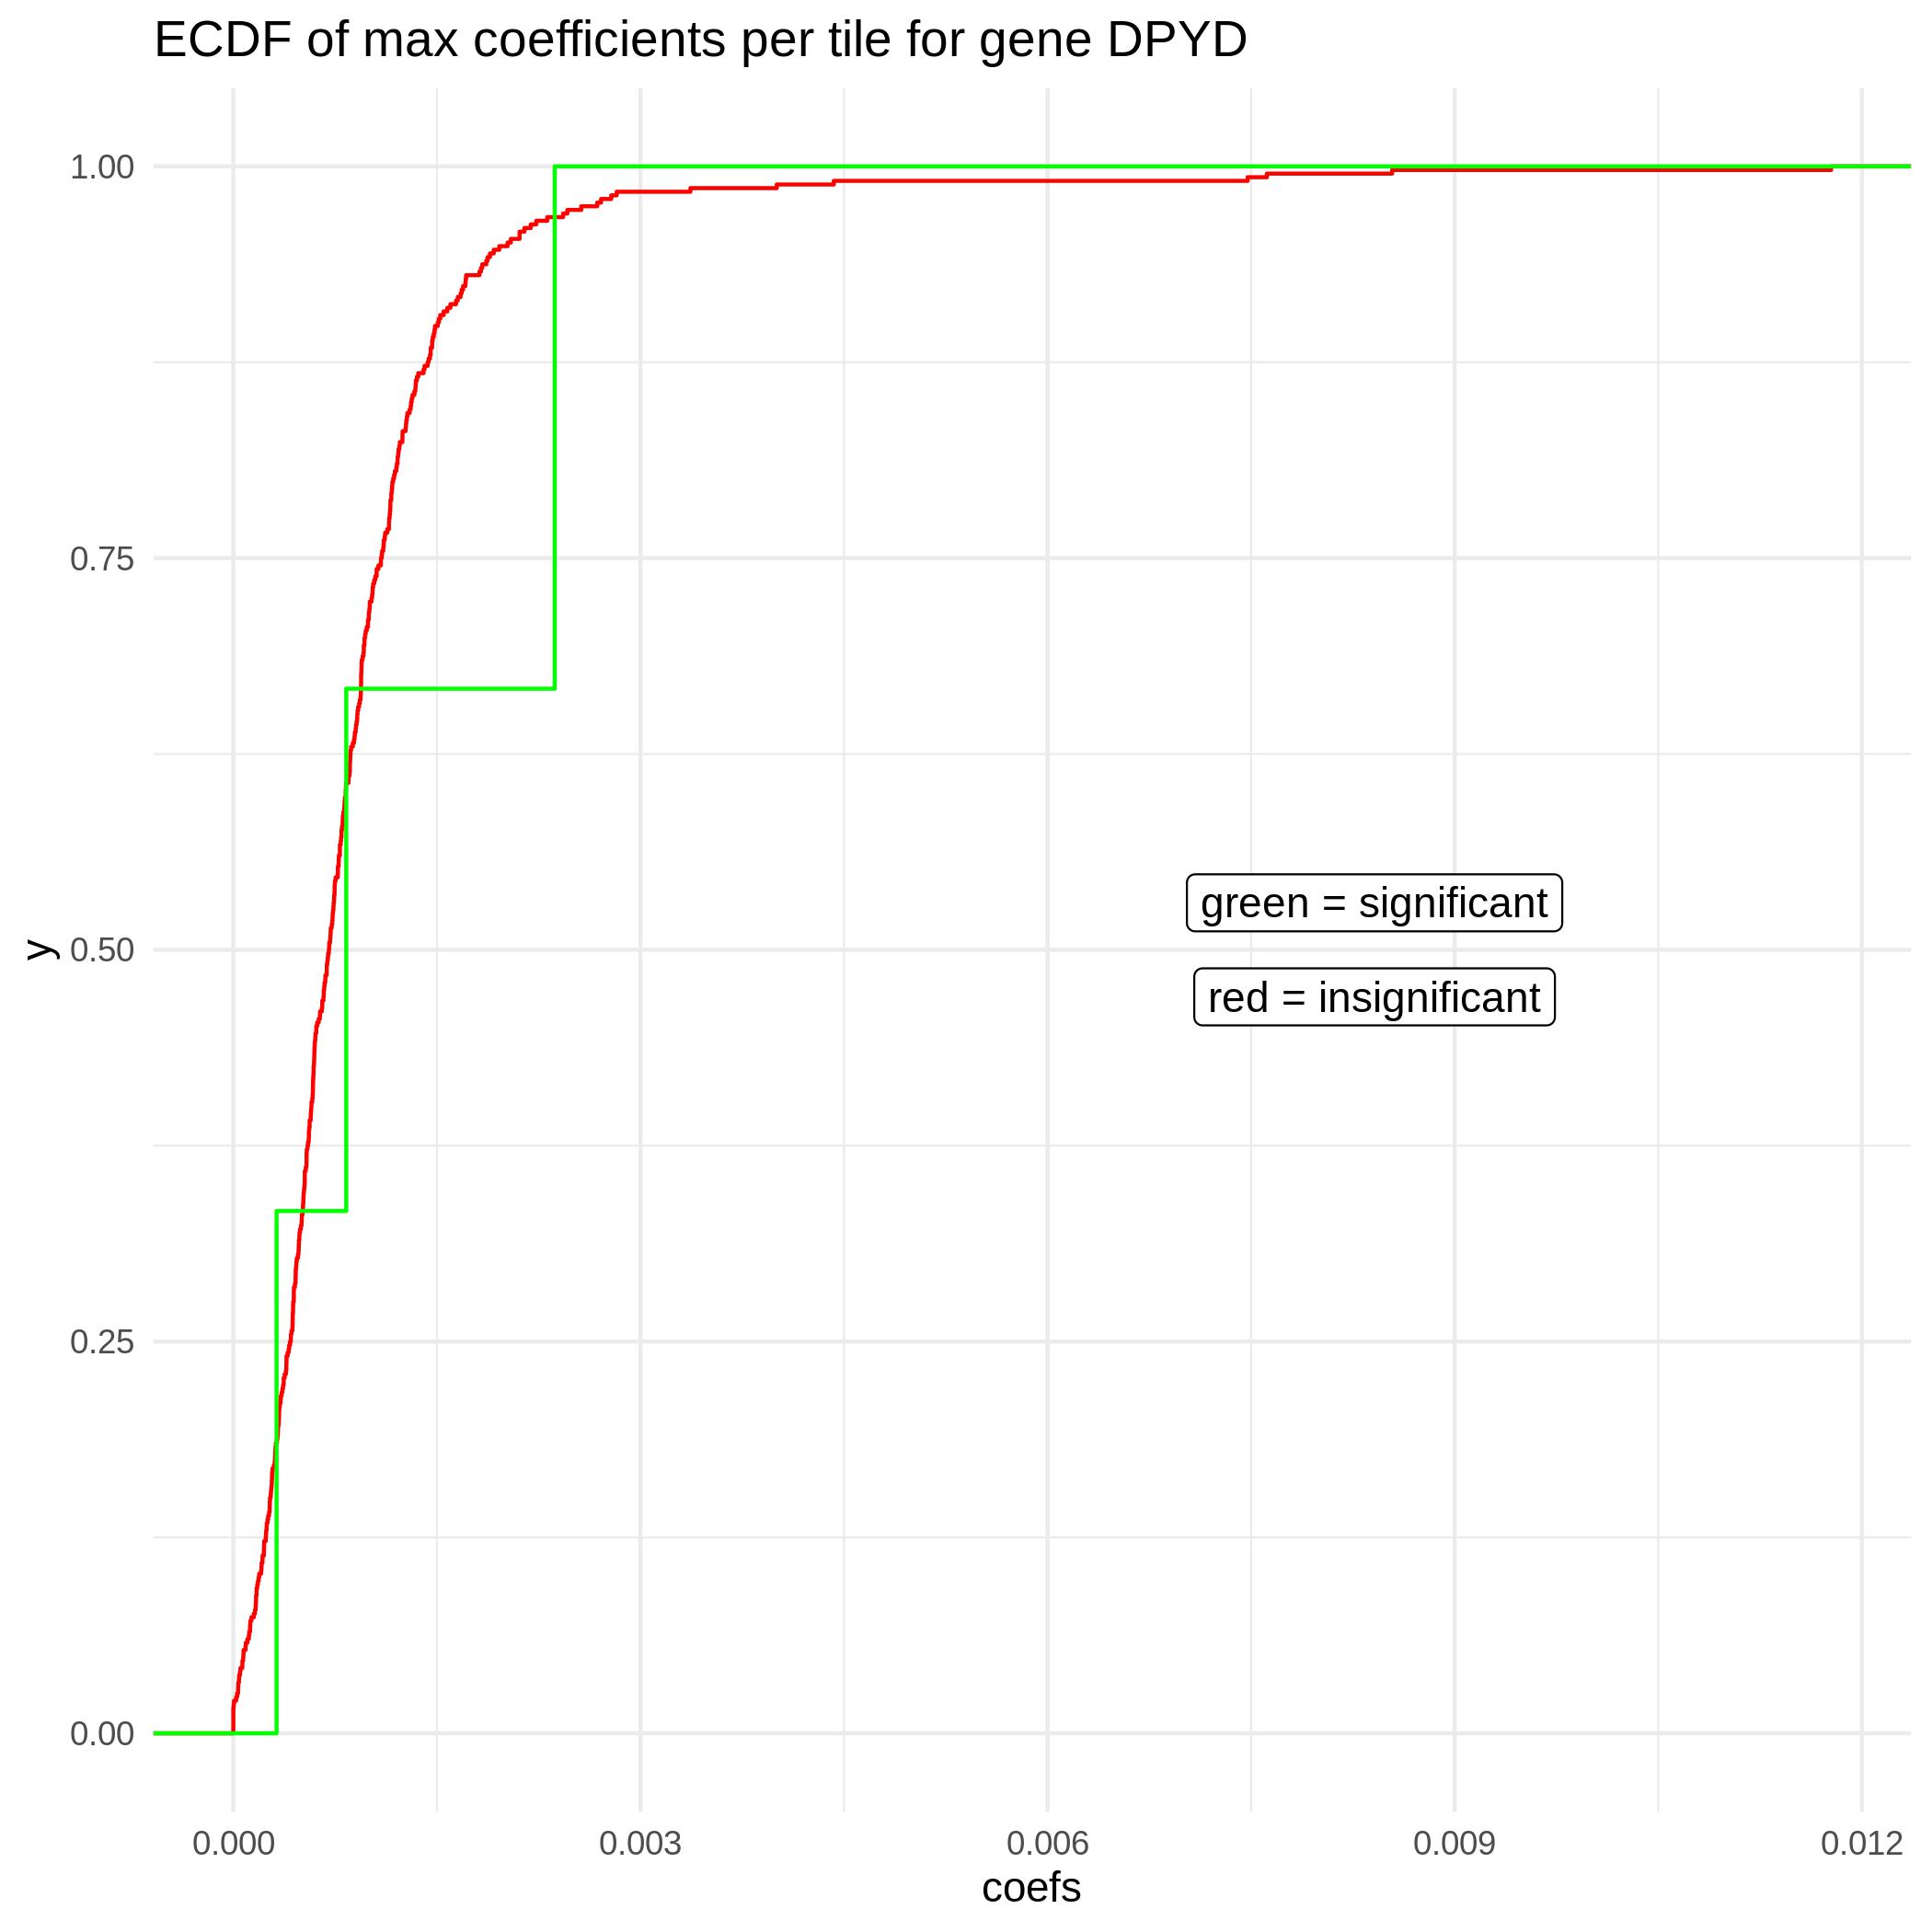 ECDF of max coefficients per tile for gene DPYD
1.00
0.75
0.50
0.25
0.00
y
green = significant
red = insignificant
0.000 0.003 0.006 0.009 0.012
coefs